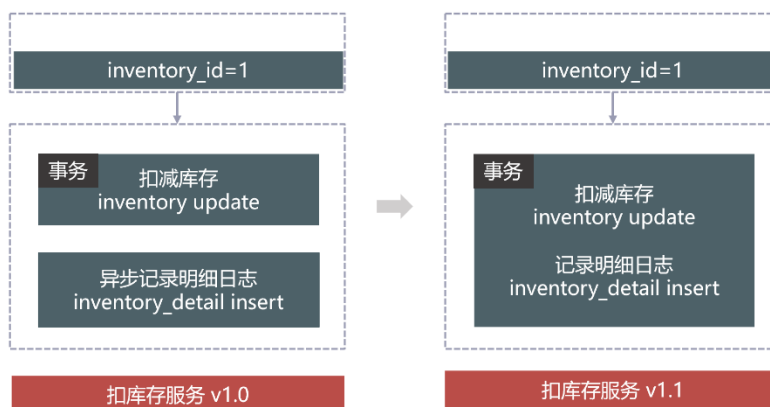 inventory_id=1
事务
扣减库存
inventory update
异步记录明细日志
inventory_detail insert
扣库存服务 v1.0
inventory_id=1
事务
扣减库存
inventory update
记录明细日志
inventory_detail insert
扣库存服务 v1.1